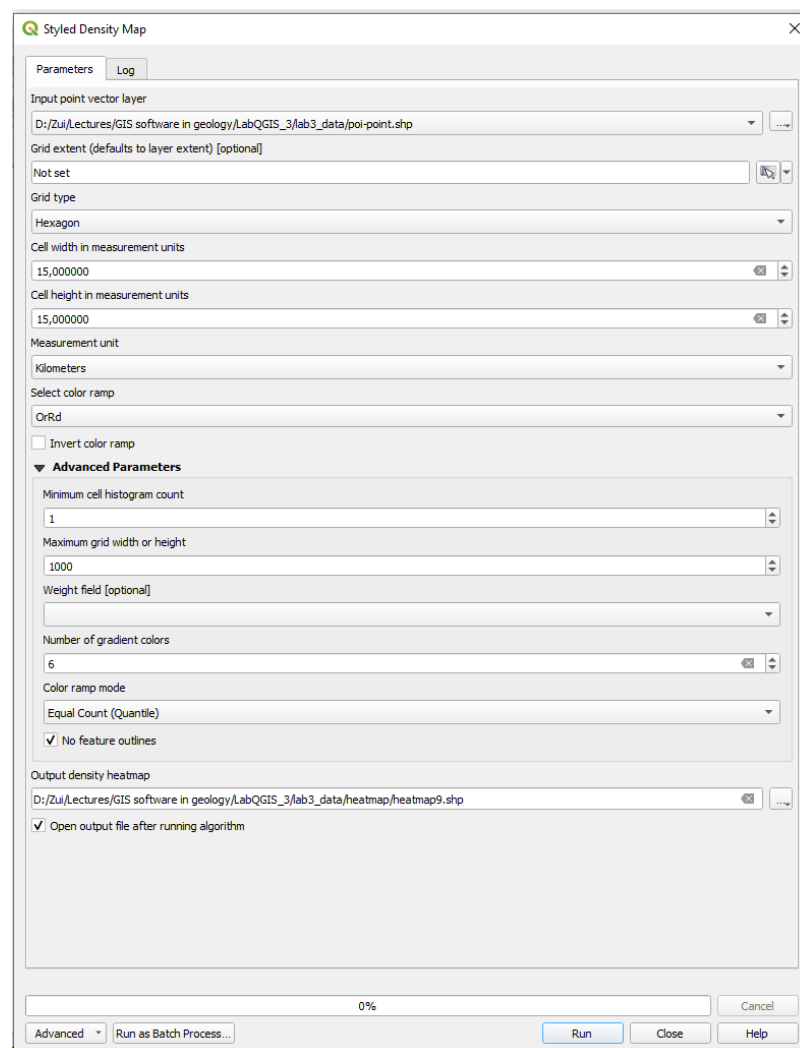 Styled Density Map
Parameters
Log
Input point vector layer
D:/Zui/Lectures/GIS software in geology/LabQGIS_3/lab3_data/poi-point.shp
...
Grid extent (defaults to layer extent) [optional]
Not set
Grid type
Hexagon
Cell width in measurement units
15,000000
Cell height in measurement units
15,000000
Measurement unit
Kilometers
Select color ramp
OrRd
Invert color ramp
Advanced Parameters
Minimum cell histogram count
1
Maximum grid width or height
1000
Weight field [optional]
Number of gradient colors
6
Color ramp mode
Equal Count (Quantile)
No feature outlines
Output density heatmap
D:/Zui/Lectures/GIS software in geology/LabQGIS_3/lab3_data/heatmap/heatmap9.shp
...
Open output file after running algorithm
0%
Cancel
Advanced
Run as Batch Process...
Run
Close
Help